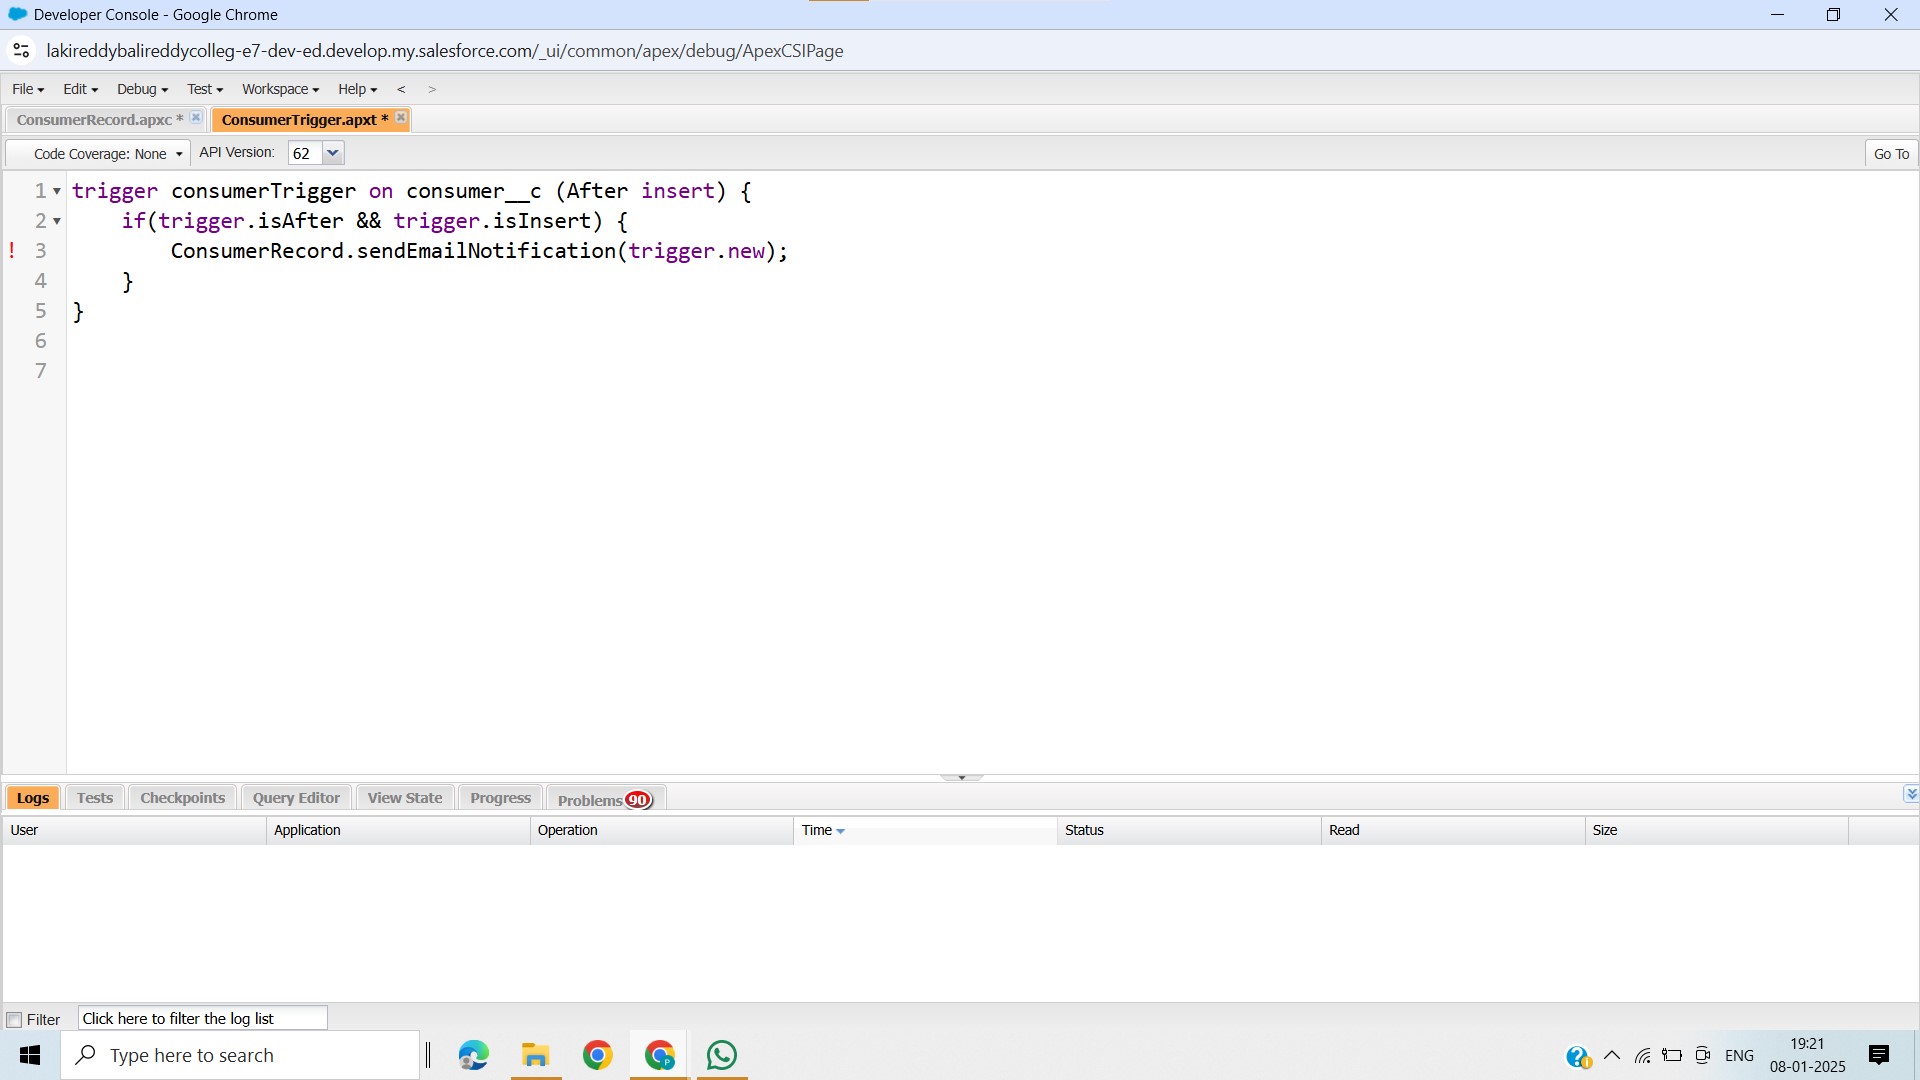 Developer Console - Google Chrome
lakireddybalireddycolleg-e7-dev-ed.develop.my.salesforce.com/_ui/common/apex/debug/ApexCSIPage
File Edit Debug Test Workspace Help < >
ConsumerRecord.apxc * ConsumerTrigger.apxt *
Code Coverage: None API Version: 62 Go To
1 trigger consumerTrigger on consumer__c (After insert) {
2 if(trigger.isAfter && trigger.isInsert) {
! 3 ConsumerRecord.sendEmailNotification(trigger.new);
4 }
5 }
6
7
Logs Tests Checkpoints Query Editor View State Progress Problems 90
User Application Operation Time Status Read Size
Filter Click here to filter the log list
Type here to search ENG 19:21
08-01-2025